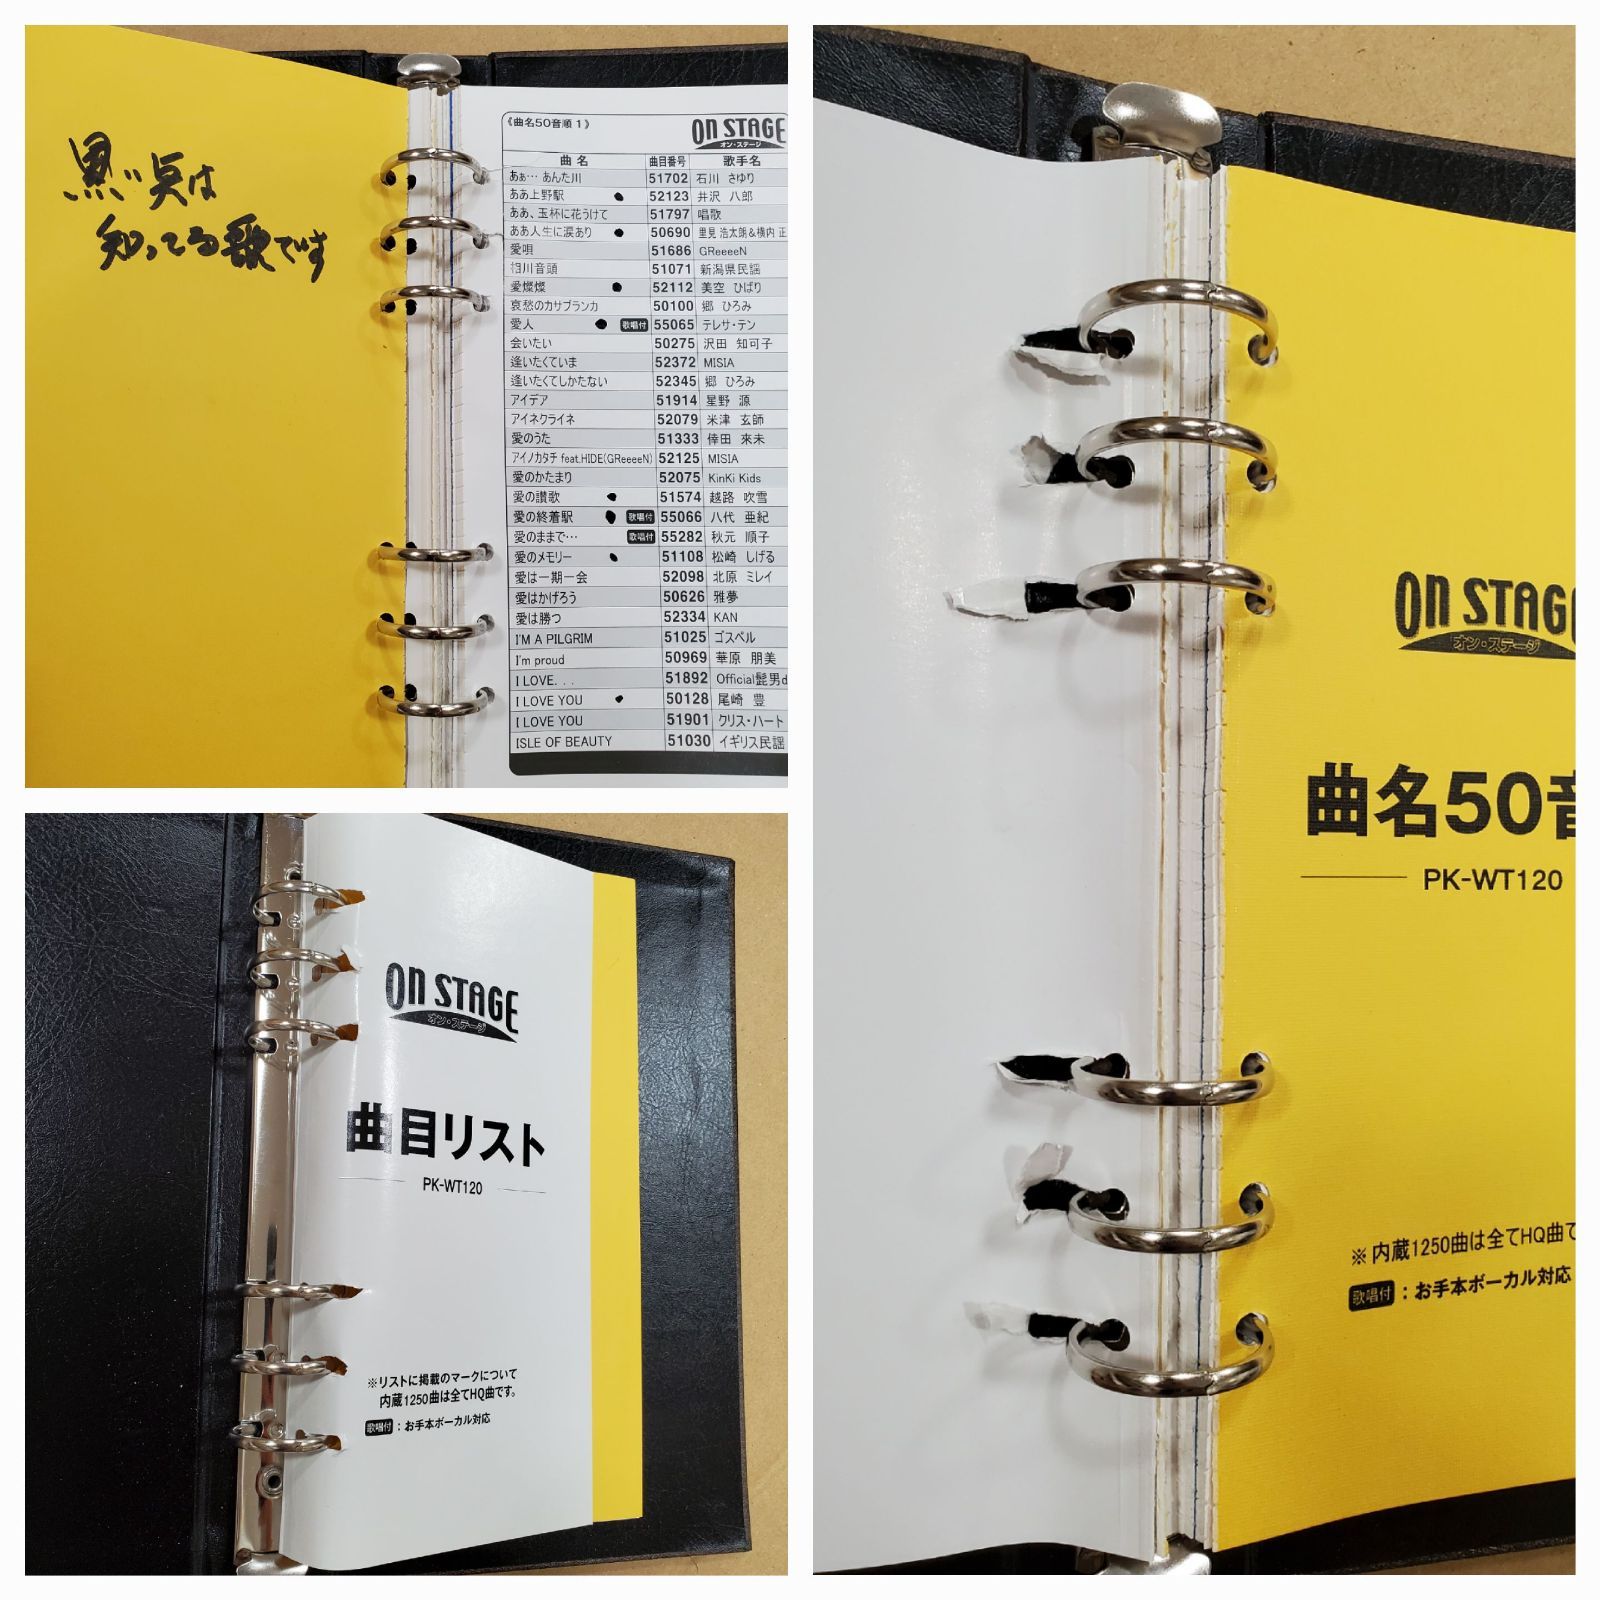 黒い点は
知ってる歌です
《曲名50音順 1》
ON STAGE
オン・ステージ
曲 名 曲目番号 歌手名
あぁ… あんた川 51702 石川 さゆり
ああ上野駅 ● 52123 井沢 八郎
ああ、玉杯に花うけて 51797 唱歌
ああ人生に涙あり ● 50690 里見 浩太朗&横内 正
愛唄 51686 GReeeeN
相川音頭 51071 新潟県民謡
愛燦燦 ● 52112 美空 ひばり
哀愁のカサブランカ 50100 郷 ひろみ
愛人 ● 歌唱付 55065 テレサ・テン
会いたい 50275 沢田 知可子
逢いたくていま 52372 MISIA
逢いたくてしかたない 52345 郷 ひろみ
アイデア 51914 星野 源
アイネクライネ 52079 米津 玄師
愛のうた 51333 倖田 來未
アイノカタチ feat.HIDE(GReeeeN) 52125 MISIA
愛のかたまり 52075 KinKi Kids
愛の讃歌 ● 51574 越路 吹雪
愛の終着駅 ● 歌唱付 55066 八代 亜紀
愛のままで… 歌唱付 55282 秋元 順子
愛のメモリー ● 51108 松崎 しげる
愛は一期一会 52098 北原 ミレイ
愛はかげろう 50626 雅夢
愛は勝つ 52334 KAN
I'M A PILGRIM 51025 ゴスペル
I'm proud 50969 華原 朋美
I LOVE... 51892 Official髭男d
I LOVE YOU ● 50128 尾崎 豊
I LOVE YOU 51901 クリス・ハート
ISLE OF BEAUTY 51030 イギリス民謡
ON STAGE
オン・ステージ
曲目リスト
PK-WT120
※リストに掲載のマークについて
内蔵1250曲は全てHQ曲です。
歌唱付 : お手本ボーカル対応
ON STAGE
オン・ステージ
曲名50音
PK-WT120
※内蔵1250曲は全てHQ曲で
歌唱付 : お手本ボーカル対応